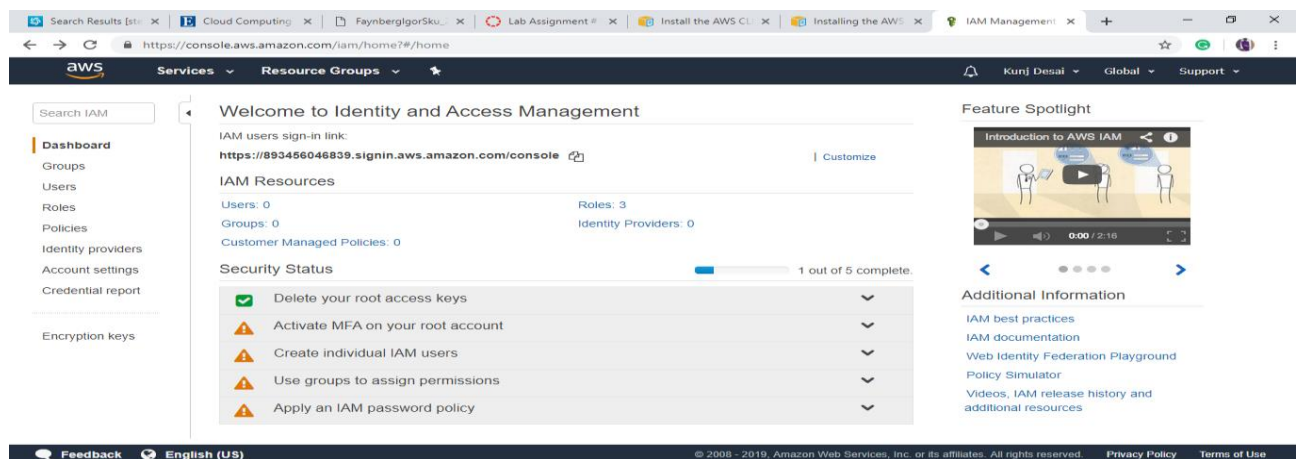 Search Results [ste
Cloud Computing
FaynbergIgorSku_
Lab Assignment #
Install the AWS CL
Installing the AWS
IAM Management
https://console.aws.amazon.com/iam/home?#/home
aws
Services
Resource Groups
Kunj Desai
Global
Support
Search IAM
Dashboard
Groups
Users
Roles
Policies
Identity providers
Account settings
Credential report
Encryption keys
Welcome to Identity and Access Management
IAM users sign-in link:
https://893456046839.signin.aws.amazon.com/console
Customize
IAM Resources
Users: 0
Roles: 3
Groups: 0
Identity Providers: 0
Customer Managed Policies: 0
Security Status
1 out of 5 complete.
Delete your root access keys
Activate MFA on your root account
Create individual IAM users
Use groups to assign permissions
Apply an IAM password policy
Feature Spotlight
Introduction to AWS IAM
0:00 / 2:16
Additional Information
IAM best practices
IAM documentation
Web Identity Federation Playground
Policy Simulator
Videos, IAM release history and
additional resources
Feedback
English (US)
© 2008 - 2019, Amazon Web Services, Inc. or its affiliates. All rights reserved.
Privacy Policy
Terms of Use